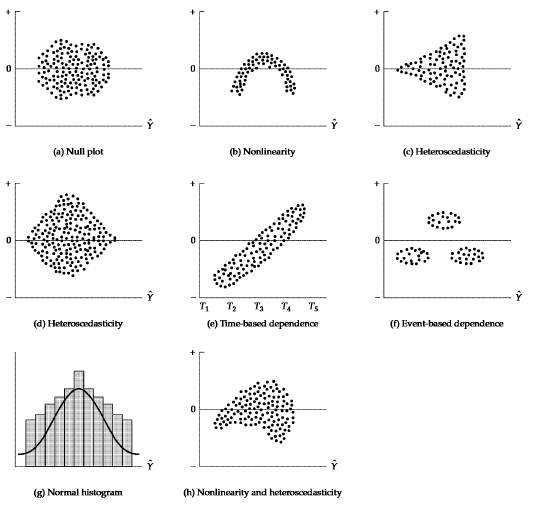 +
0
−
Ŷ
(a) Null plot
+
0
−
Ŷ
(b) Nonlinearity
+
0
−
Ŷ
(c) Heteroscedasticity
+
0
−
Ŷ
(d) Heteroscedasticity
+
0
−
T1 T2 T3 T4 T5
(e) Time-based dependence
+
0
−
Ŷ
(f) Event-based dependence
Ŷ
(g) Normal histogram
+
0
−
Ŷ
(h) Nonlinearity and heteroscedasticity